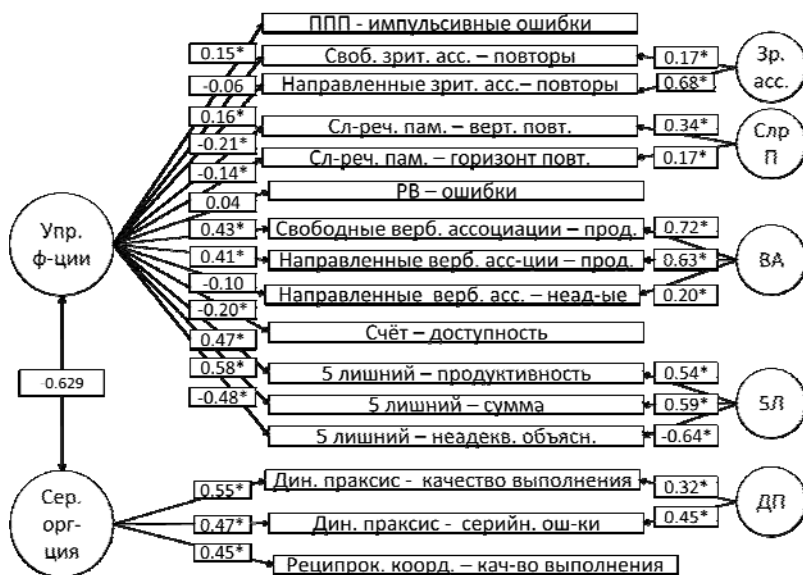 ППП - импульсивные ошибки
0.15*
Своб. зрит. асс. – повторы
0.17*
Зр.
асс.
-0.06
Направленные зрит. асс.– повторы
0.68*
0.16*
Сл-реч. пам. – верт. повт.
0.34*
Слр
П
-0.21*
-0.14*
Сл-реч. пам. – горизонт повт.
0.17*
0.04
РВ – ошибки
Упр.
ф-ции
0.43*
Свободные верб. ассоциации – прод.
0.72*
0.41*
Направленные верб. асс-ции – прод.
0.63*
ВА
-0.10
Направленные верб. асс. – неад-ые
0.20*
-0.20*
Счёт – доступность
0.47*
5 лишний – продуктивность
0.54*
0.58*
5 лишний – сумма
0.59*
5Л
-0.48*
5 лишний – неадекв. объясн.
-0.64*
-0.629
Сер.
орг-
ция
0.55*
Дин. праксис - качество выполнения
0.32*
ДП
0.47*
Дин. праксис - серийн. ош-ки
0.45*
0.45*
Реципрок. коорд. – кач-во выполнения